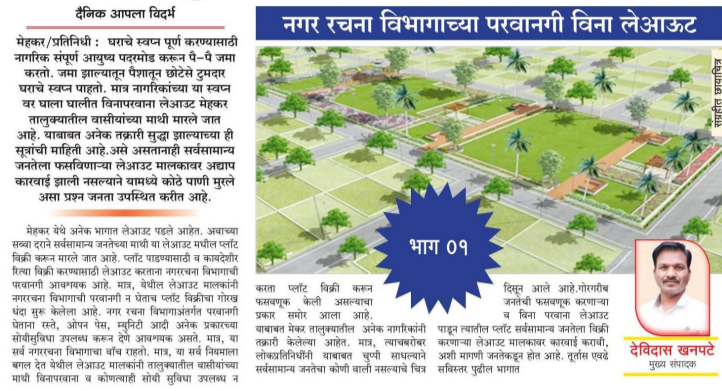 दैनिक आपला विदर्भ
मेहकर/प्रतिनिधी : घराचे स्वप्न पूर्ण करण्यासाठी
नागरिक संपूर्ण आयुष्य पदरमोड करून पै-पै जमा
करतो. जमा झाल्यातून पैशातून छोटेसे टुमदार
घराचे स्वप्न पाहतो. मात्र नागरिकांच्या या स्वप्न
वर घाला घालीत विनापरवाना लेआउट मेहकर
तालुक्यातील वासीयांच्या माथी मारले जात
आहे. याबाबत अनेक तक्रारी सुद्धा झाल्याच्या ही
सूत्रांची माहिती आहे.असे असतानाही सर्वसामान्य
जनतेला फसविणाऱ्या लेआउट मालकावर अद्याप
कारवाई झाली नसल्याने यामध्ये कोठे पाणी मुरले
असा प्रश्न जनता उपस्थित करीत आहे.
मेहकर येथे अनेक भागात लेआउट पडले आहेत. अवाच्या
सव्वा दराने सर्वसामान्य जनतेच्या माथी या लेआउट मधील प्लॉट
विक्री करून मारले जात आहे. प्लॉट पाडण्यासाठी व कायदेशीर
रित्या विक्री करण्यासाठी लेआउट करताना नगररचना विभागाची
परवानगी आवश्यक आहे. मात्र, येथील लेआउट मालकांनी
नगररचना विभागाची परवानगी न घेताच प्लॉट विक्रीचा गोरख
धंदा सुरू केलेला आहे. नगर रचना विभागाअंतर्गत परवानगी
घेताना रस्ते, ओपन पेस, म्युनिटी आदी अनेक प्रकारच्या
सोयीसुविधा उपलब्ध करून देणे आवश्यक असते. मात्र, या
सर्व नगररचना विभागाचा वॉच राहतो. मात्र, या सर्व नियमाला
बगल देत येथील लेआउट मालकांनी तालुक्यातील वासीयांच्या
माथी विनापरवाना व कोणत्याही सोयी सुविधा उपलब्ध न
नगर रचना विभागाच्या परवानगी विना लेआऊट
संग्रहीत छायाचित्र
भाग ०१
करता प्लॉट विक्री करून
फसवणूक केली असल्याचा
प्रकार समोर आला आहे.
याबाबत मेकर तालुक्यातील अनेक नागरिकांनी
तक्रारी केलेल्या आहेत. मात्र, त्याचबरोबर
लोकप्रतिनिधींनी याबाबत चुप्पी साधल्याने
सर्वसामान्य जनतेचा कोणी वाली नसल्याचे चित्र
दिसून आले आहे.गोरगरीब
जनतेची फसवणूक करणाऱ्या
व विना परवाना लेआउट
पाडून त्यातील प्लॉट सर्वसामान्य जनतेला विक्री
करणाऱ्या लेआउट मालकावर कारवाई करावी,
अशी मागणी जनतेकडून होत आहे. तूर्तास एवढे
सविस्तर पुढील भागात
देविदास खनपटे
मुख्य संपादक